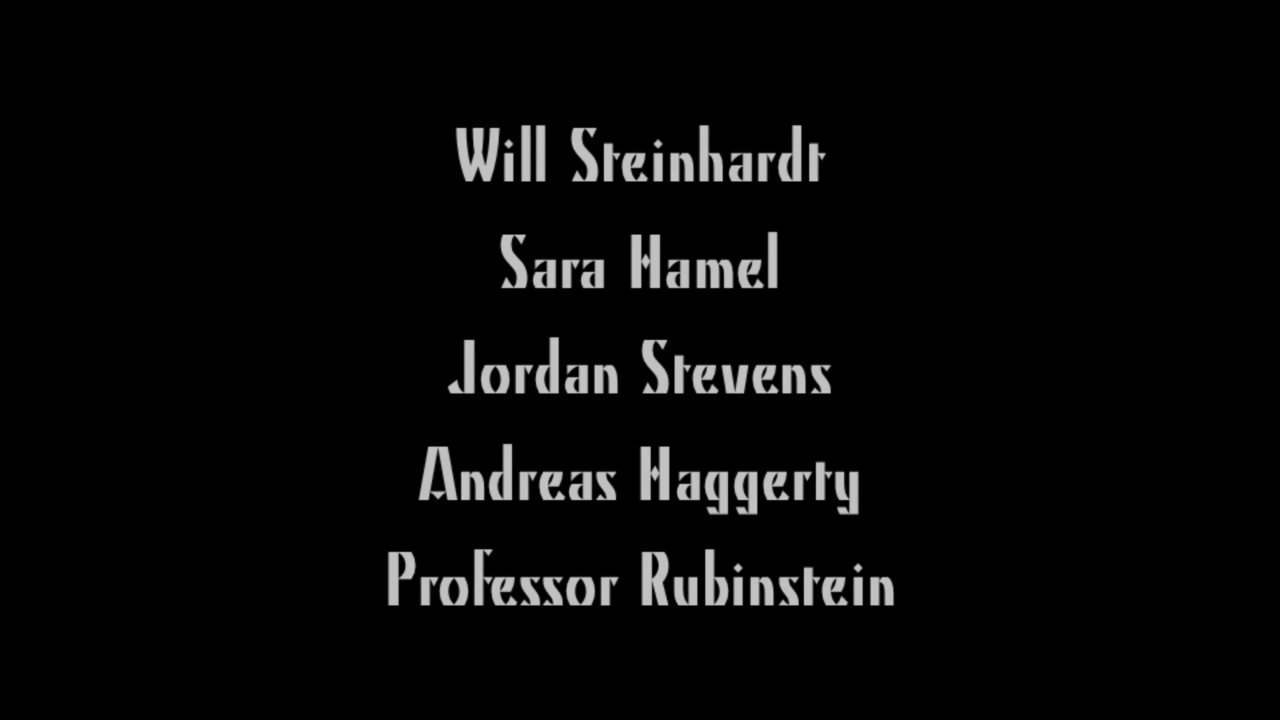 Will Steinhardt
Sara Hamel
Jordan Stevens
Andreas Haggerty
Professor Rubinstein